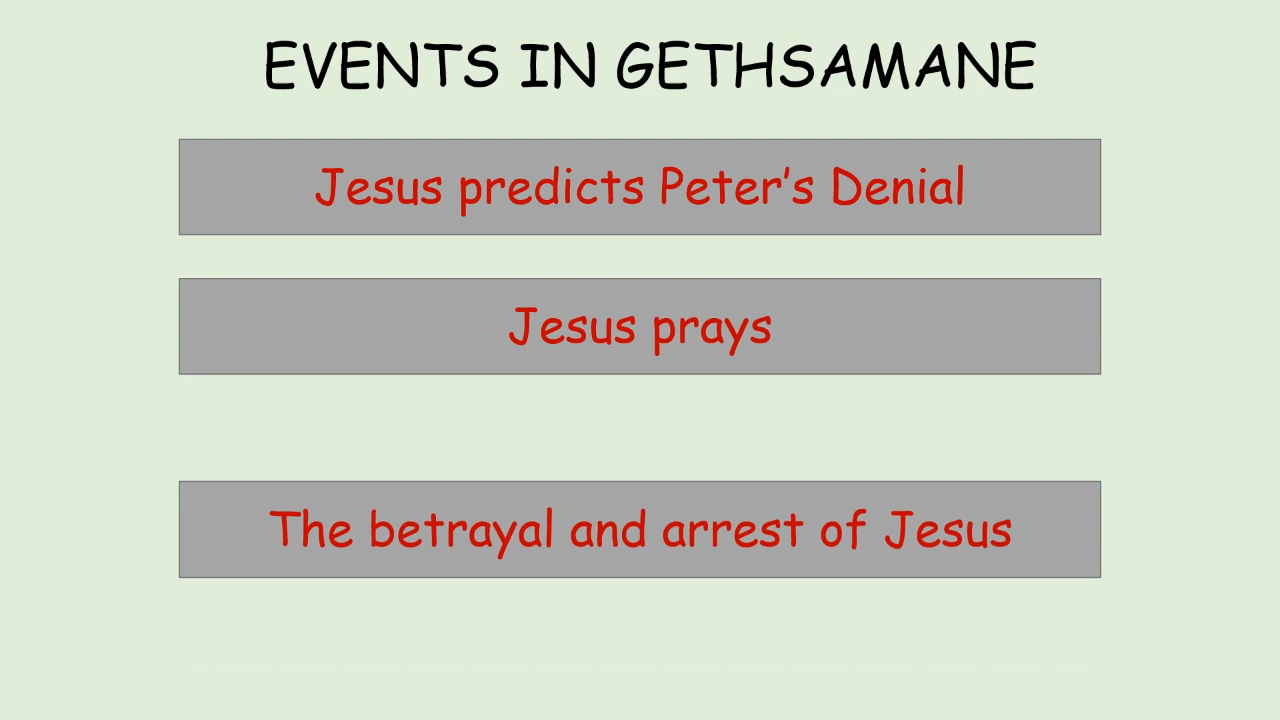 EVENTS IN GETHSAMANE
Jesus predicts Peter’s Denial
Jesus prays
The betrayal and arrest of Jesus